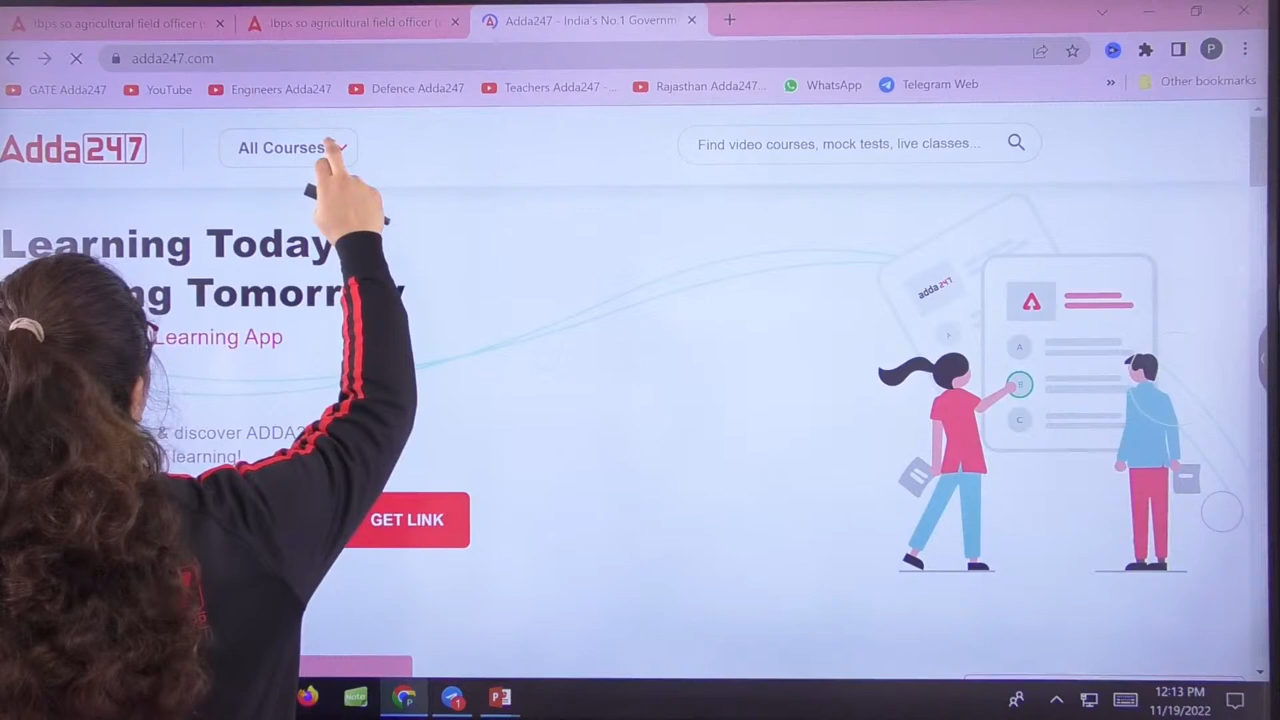 Ibps so agricultural field officer (s
Ibps so agricultural field officer (
Adda247 - India's No.1 Governm
adda247.com
P
GATE Adda247
YouTube
Engineers Adda247
Defence Adda247
Teachers Adda247 -...
Rajasthan Adda247...
WhatsApp
Telegram Web
»
Other bookmarks
Adda247
All Courses
Find video courses, mock tests, live classes...
Learning Today
Tomorr
Learning App
& discover ADDA2
learning!
GET LINK
adda247
A
A
B
C
Note
P
1
12:13 PM
11/19/2022